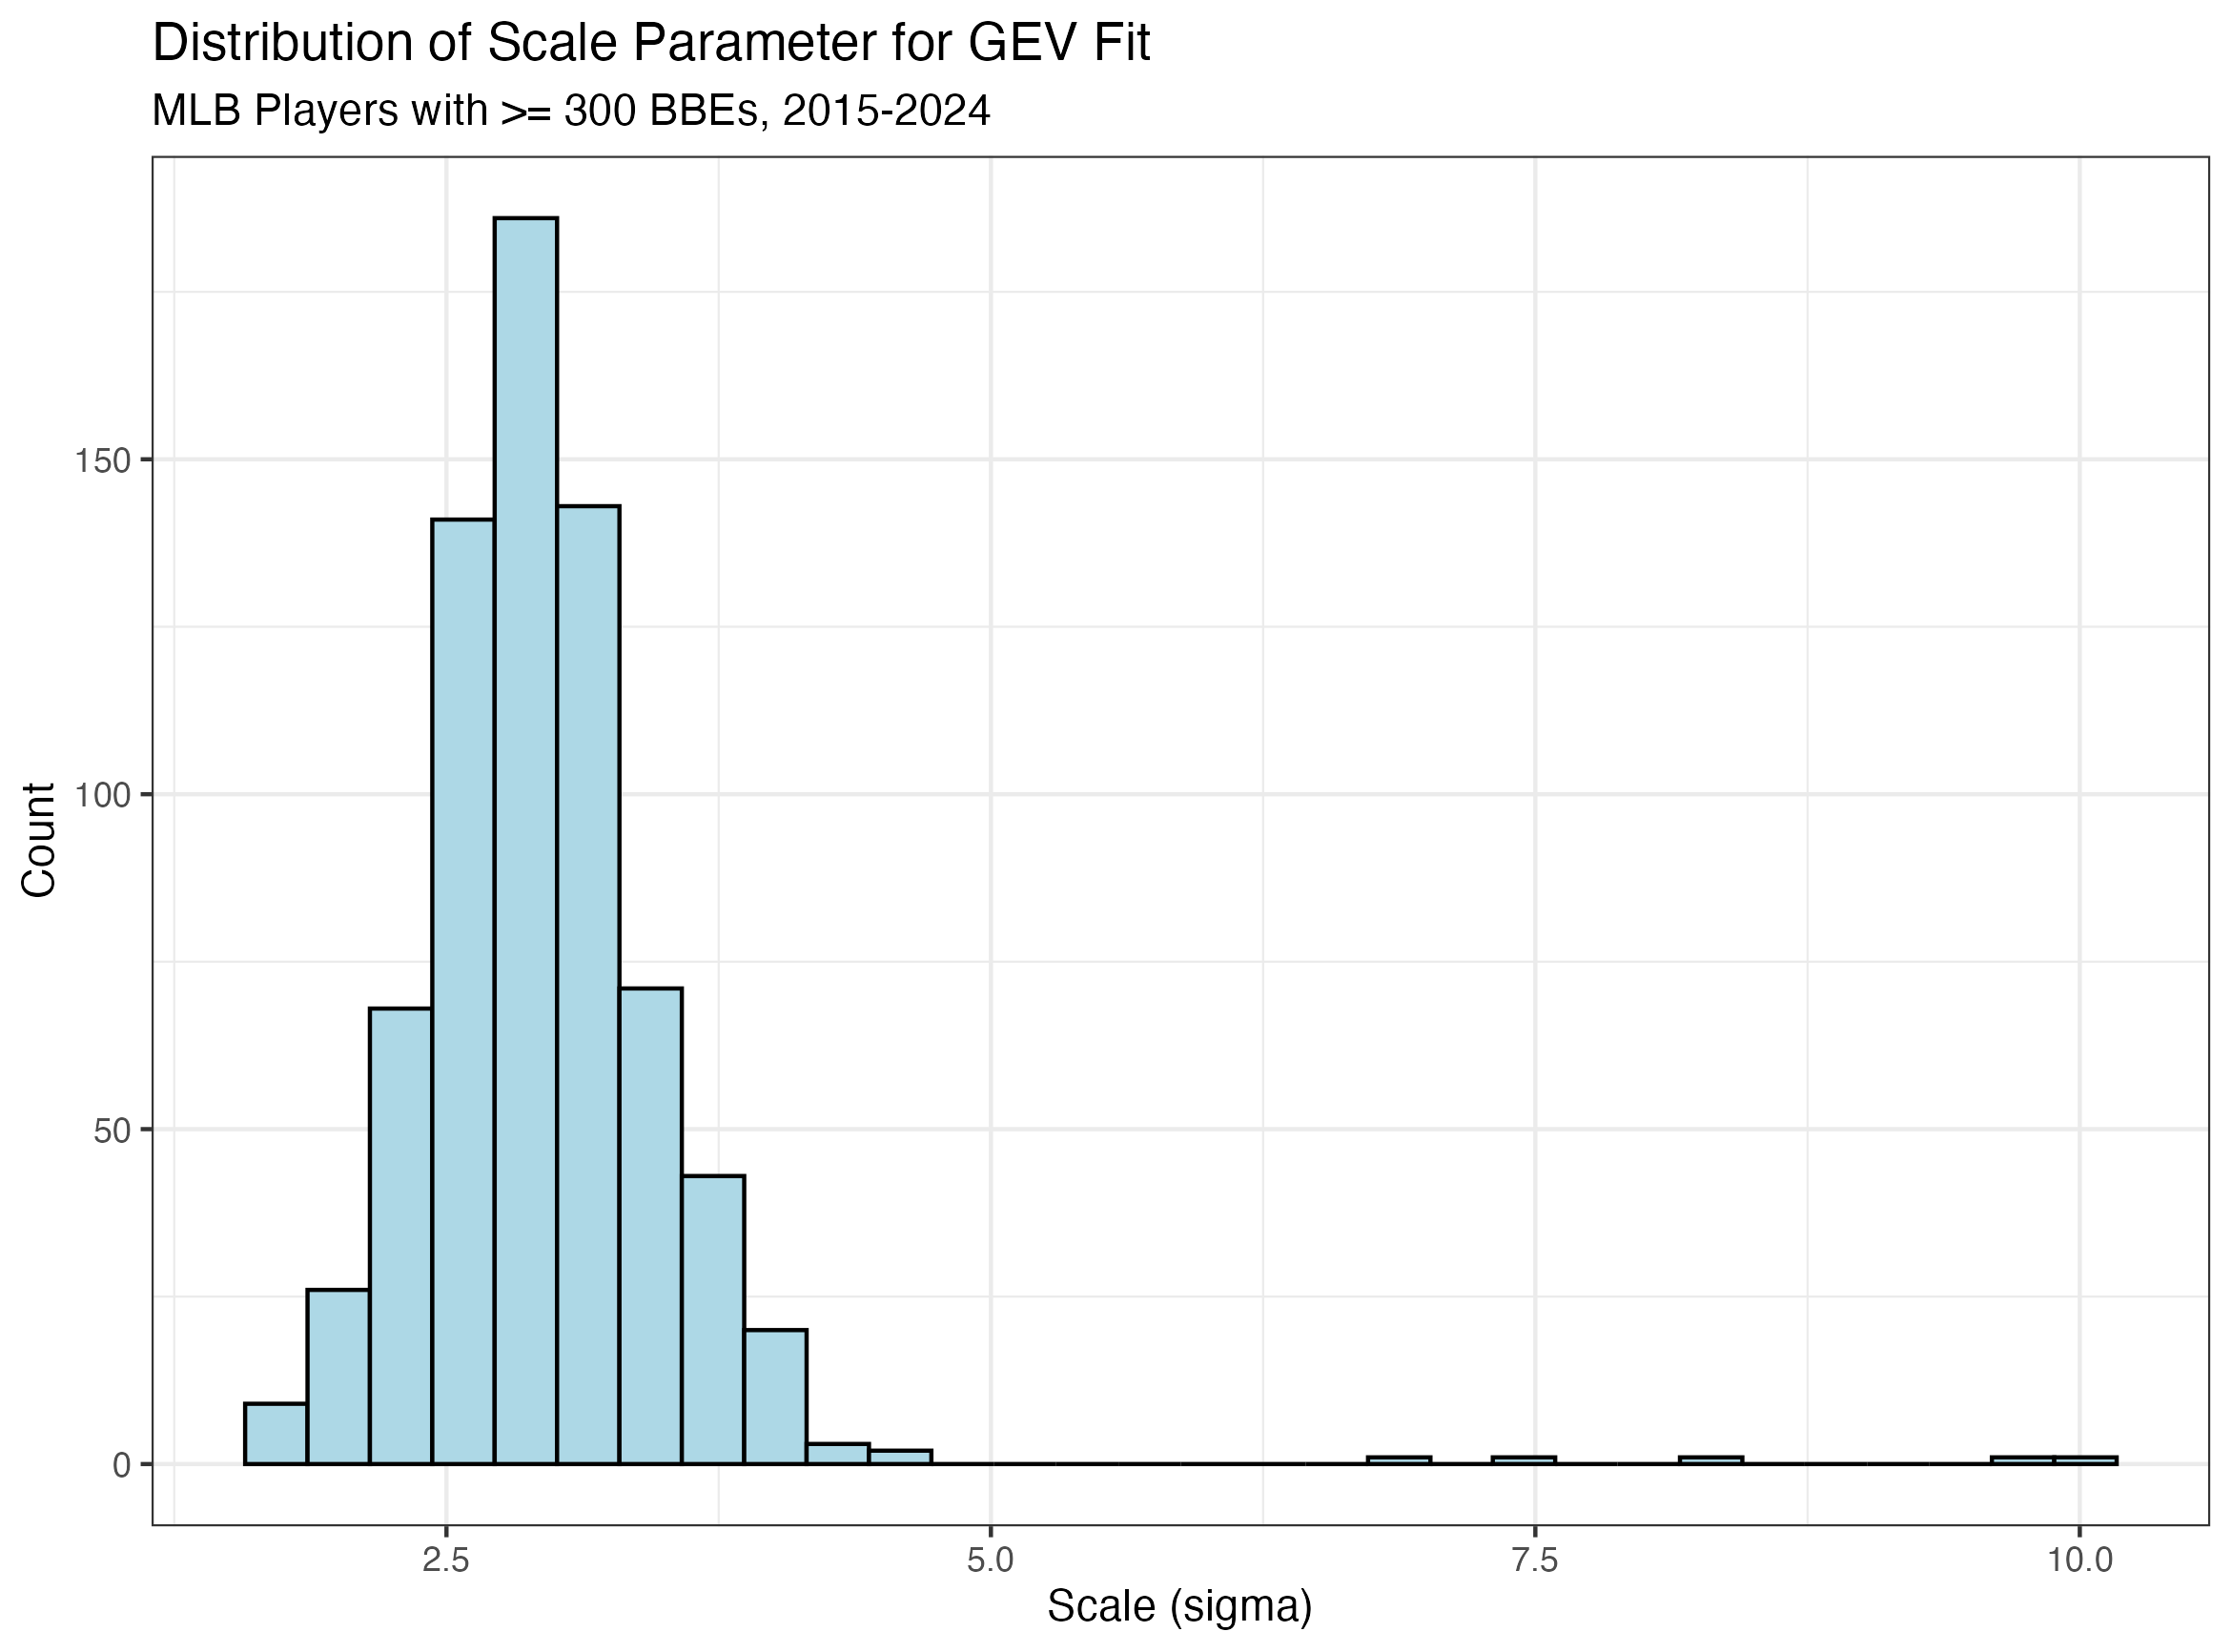 Distribution of Scale Parameter for GEV Fit
MLB Players with >= 300 BBEs, 2015-2024
Count
150
100
50
0
2.5
5.0
7.5
10.0
Scale (sigma)